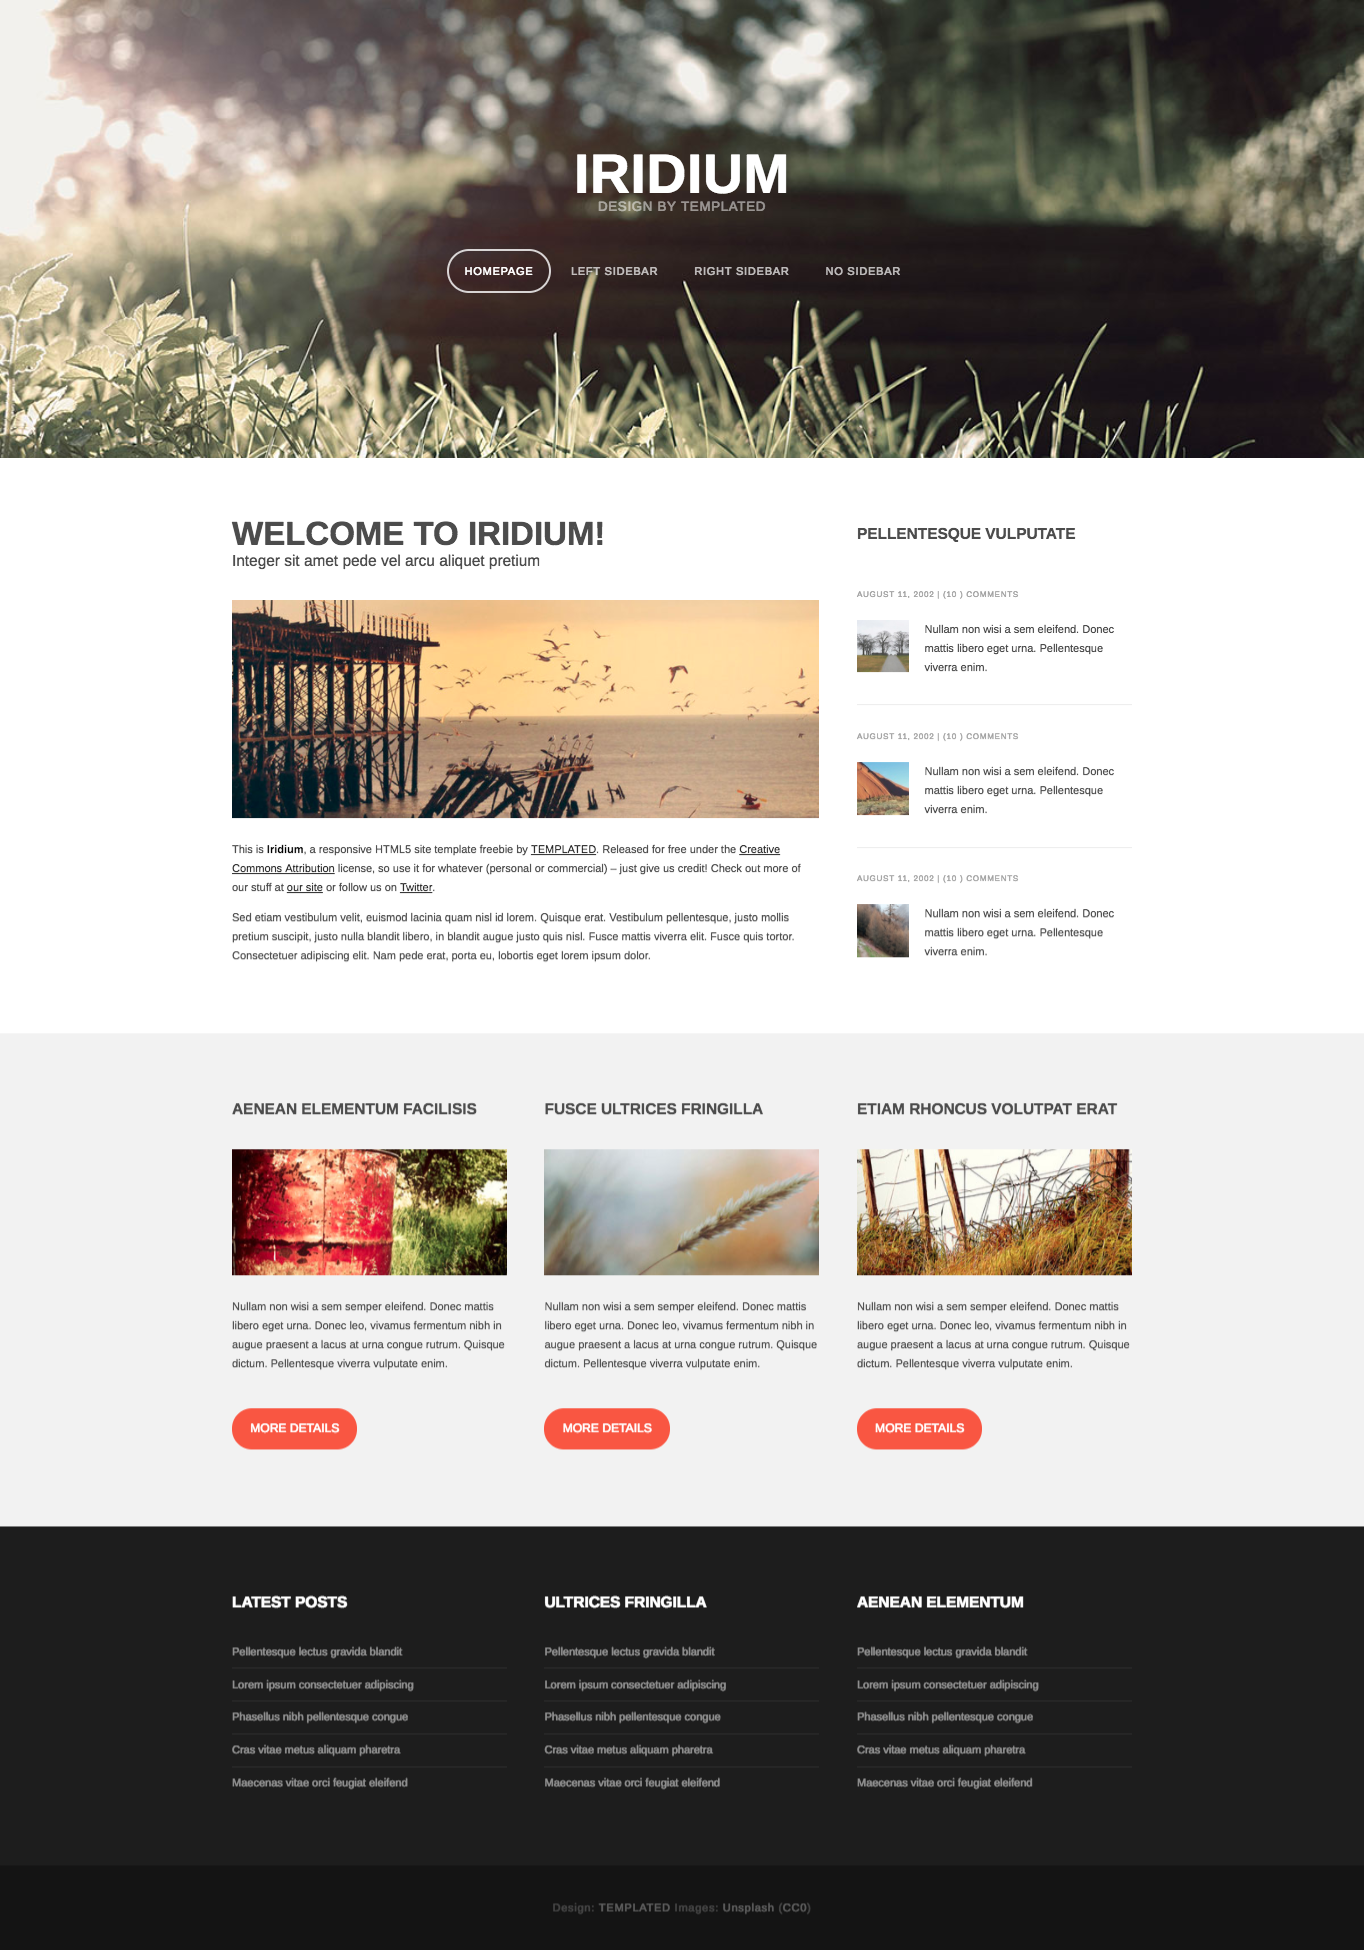 IRIDIUM
DESIGN BY TEMPLATED
HOMEPAGE LEFT SIDEBAR RIGHT SIDEBAR NO SIDEBAR
WELCOME TO IRIDIUM!
Integer sit amet pede vel arcu aliquet pretium
This is Iridium, a responsive HTML5 site template freebie by TEMPLATED. Released for free under the Creative
Commons Attribution license, so use it for whatever (personal or commercial) – just give us credit! Check out more of
our stuff at our site or follow us on Twitter.
Sed etiam vestibulum velit, euismod lacinia quam nisl id lorem. Quisque erat. Vestibulum pellentesque, justo mollis
pretium suscipit, justo nulla blandit libero, in blandit augue justo quis nisl. Fusce mattis viverra elit. Fusce quis tortor.
Consectetuer adipiscing elit. Nam pede erat, porta eu, lobortis eget lorem ipsum dolor.
PELLENTESQUE VULPUTATE
AUGUST 11, 2002 | (10 ) COMMENTS
Nullam non wisi a sem eleifend. Donec
mattis libero eget urna. Pellentesque
viverra enim.
AUGUST 11, 2002 | (10 ) COMMENTS
Nullam non wisi a sem eleifend. Donec
mattis libero eget urna. Pellentesque
viverra enim.
AUGUST 11, 2002 | (10 ) COMMENTS
Nullam non wisi a sem eleifend. Donec
mattis libero eget urna. Pellentesque
viverra enim.
AENEAN ELEMENTUM FACILISIS
Nullam non wisi a sem semper eleifend. Donec mattis
libero eget urna. Donec leo, vivamus fermentum nibh in
augue praesent a lacus at urna congue rutrum. Quisque
dictum. Pellentesque viverra vulputate enim.
MORE DETAILS
FUSCE ULTRICES FRINGILLA
Nullam non wisi a sem semper eleifend. Donec mattis
libero eget urna. Donec leo, vivamus fermentum nibh in
augue praesent a lacus at urna congue rutrum. Quisque
dictum. Pellentesque viverra vulputate enim.
MORE DETAILS
ETIAM RHONCUS VOLUTPAT ERAT
Nullam non wisi a sem semper eleifend. Donec mattis
libero eget urna. Donec leo, vivamus fermentum nibh in
augue praesent a lacus at urna congue rutrum. Quisque
dictum. Pellentesque viverra vulputate enim.
MORE DETAILS
LATEST POSTS
Pellentesque lectus gravida blandit
Lorem ipsum consectetuer adipiscing
Phasellus nibh pellentesque congue
Cras vitae metus aliquam pharetra
Maecenas vitae orci feugiat eleifend
ULTRICES FRINGILLA
Pellentesque lectus gravida blandit
Lorem ipsum consectetuer adipiscing
Phasellus nibh pellentesque congue
Cras vitae metus aliquam pharetra
Maecenas vitae orci feugiat eleifend
AENEAN ELEMENTUM
Pellentesque lectus gravida blandit
Lorem ipsum consectetuer adipiscing
Phasellus nibh pellentesque congue
Cras vitae metus aliquam pharetra
Maecenas vitae orci feugiat eleifend
Design: TEMPLATED Images: Unsplash (CC0)